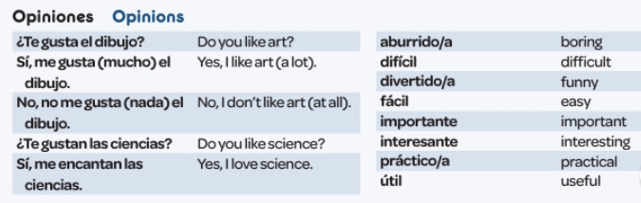 Opiniones Opinions
¿Te gusta el dibujo? Do you like art?
Sí, me gusta (mucho) el Yes, I like art (a lot).
dibujo.
No, no me gusta (nada) el No, I don't like art (at all).
dibujo.
¿Te gustan las ciencias? Do you like science?
Sí, me encantan las Yes, I love science.
ciencias.
aburrido/a boring
difícil difficult
divertido/a funny
fácil easy
importante important
interesante interesting
práctico/a practical
útil useful